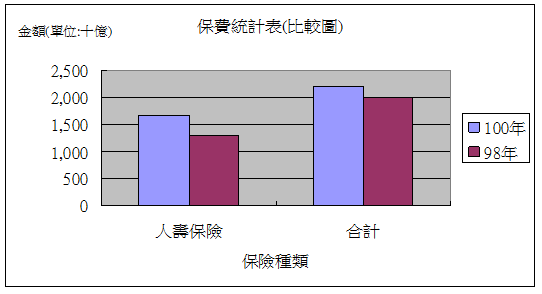 保費統計表(比較圖)
金額(單位:十億)
2,500
2,000
1,500
1,000
500
0
人壽保險
合計
保險種類
100年
98年